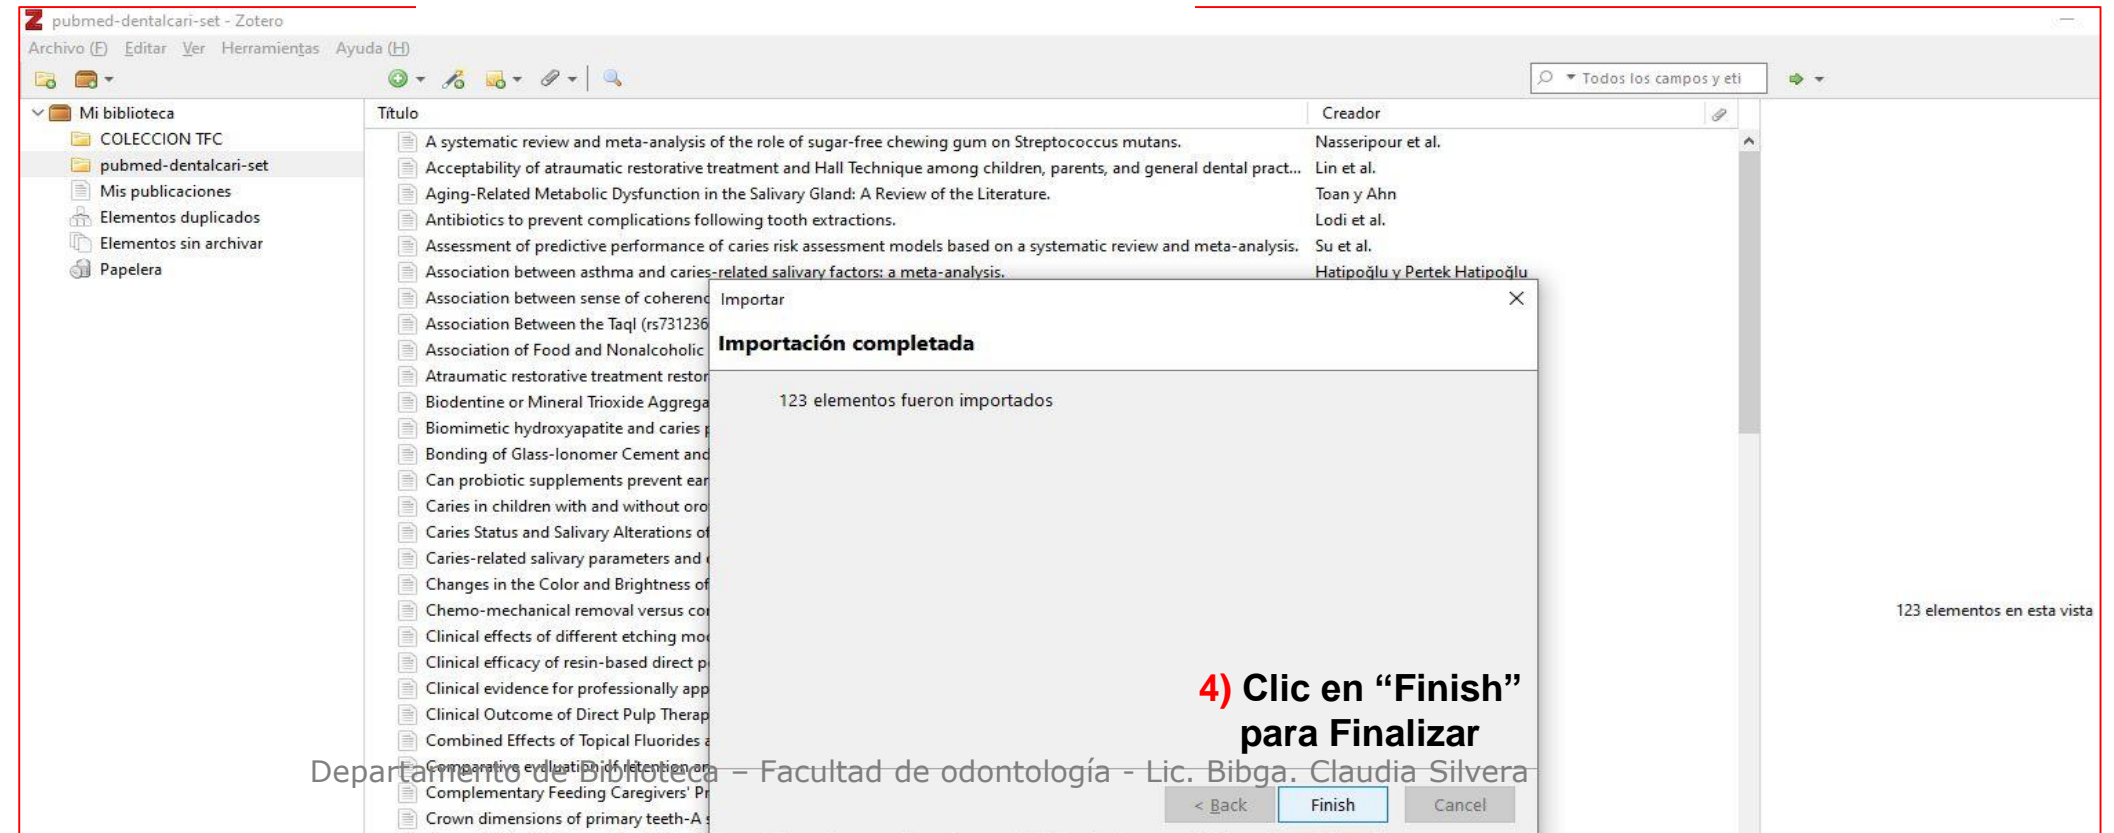 pubmed-dentalcari-set - Zotero
Archivo (F) Editar Ver Herramientas Ayuda (H)
Todos los campos y eti
Mi biblioteca
COLECCION TFC
pubmed-dentalcari-set
Mis publicaciones
Elementos duplicados
Elementos sin archivar
Papelera
Título Creador
A systematic review and meta-analysis of the role of sugar-free chewing gum on Streptococcus mutans. Nasseripour et al.
Acceptability of atraumatic restorative treatment and Hall Technique among children, parents, and general dental pract... Lin et al.
Aging-Related Metabolic Dysfunction in the Salivary Gland: A Review of the Literature. Toan y Ahn
Antibiotics to prevent complications following tooth extractions. Lodi et al.
Assessment of predictive performance of caries risk assessment models based on a systematic review and meta-analysis. Su et al.
Association between asthma and caries-related salivary factors: a meta-analysis. Hatipoğlu y Pertek Hatipoğlu
Association between sense of coherenc
Association Between the TaqI (rs731236
Association of Food and Nonalcoholic
Atraumatic restorative treatment restor
Biodentine or Mineral Trioxide Aggrega
Biomimetic hydroxyapatite and caries p
Bonding of Glass-Ionomer Cement and
Can probiotic supplements prevent ear
Caries in children with and without oro
Caries Status and Salivary Alterations of
Caries-related salivary parameters and
Changes in the Color and Brightness of
Chemo-mechanical removal versus cor
Clinical effects of different etching mod
Clinical efficacy of resin-based direct p
Clinical evidence for professionally app
Clinical Outcome of Direct Pulp Therap
Combined Effects of Topical Fluorides a
Comparative evaluation of retention an
Complementary Feeding Caregivers' Pr
Crown dimensions of primary teeth-A s
Importar
Importación completada
123 elementos fueron importados
4) Clic en “Finish”
para Finalizar
< Back Finish Cancel
123 elementos en esta vista
Departamento de Biblioteca – Facultad de odontología - Lic. Bibga. Claudia Silvera